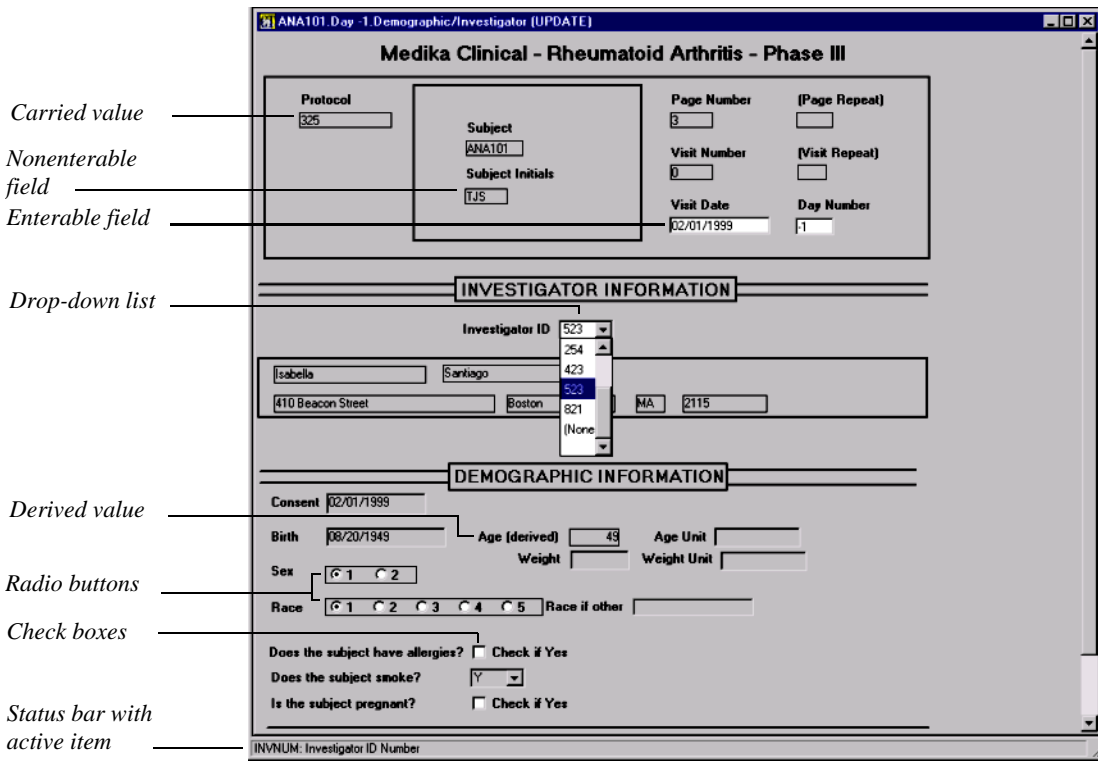 ANA101.Day -1.Demographic/Investigator (UPDATE)
Medika Clinical - Rheumatoid Arthritis - Phase III
Carried value
Nonenterable
field
Enterable field
Protocol
325
Subject
ANA101
Subject Initials
TJS
Page Number
(Page Repeat)
3
Visit Number
(Visit Repeat)
0
Visit Date
Day Number
02/01/1999
-1
Drop-down list
INVESTIGATOR INFORMATION
Investigator ID
523
254
423
523
821
(None
Isabella
Santiago
410 Beacon Street
Boston
MA
2115
DEMOGRAPHIC INFORMATION
Consent 02/01/1999
Derived value
Birth 08/20/1949 Age (derived) 49 Age Unit
Weight Weight Unit
Radio buttons
Sex 1 2
Race 1 2 3 4 5 Race if other
Check boxes
Does the subject have allergies? Check if Yes
Does the subject smoke? Y
Is the subject pregnant? Check if Yes
Status bar with
active item
INVNUM: Investigator ID Number